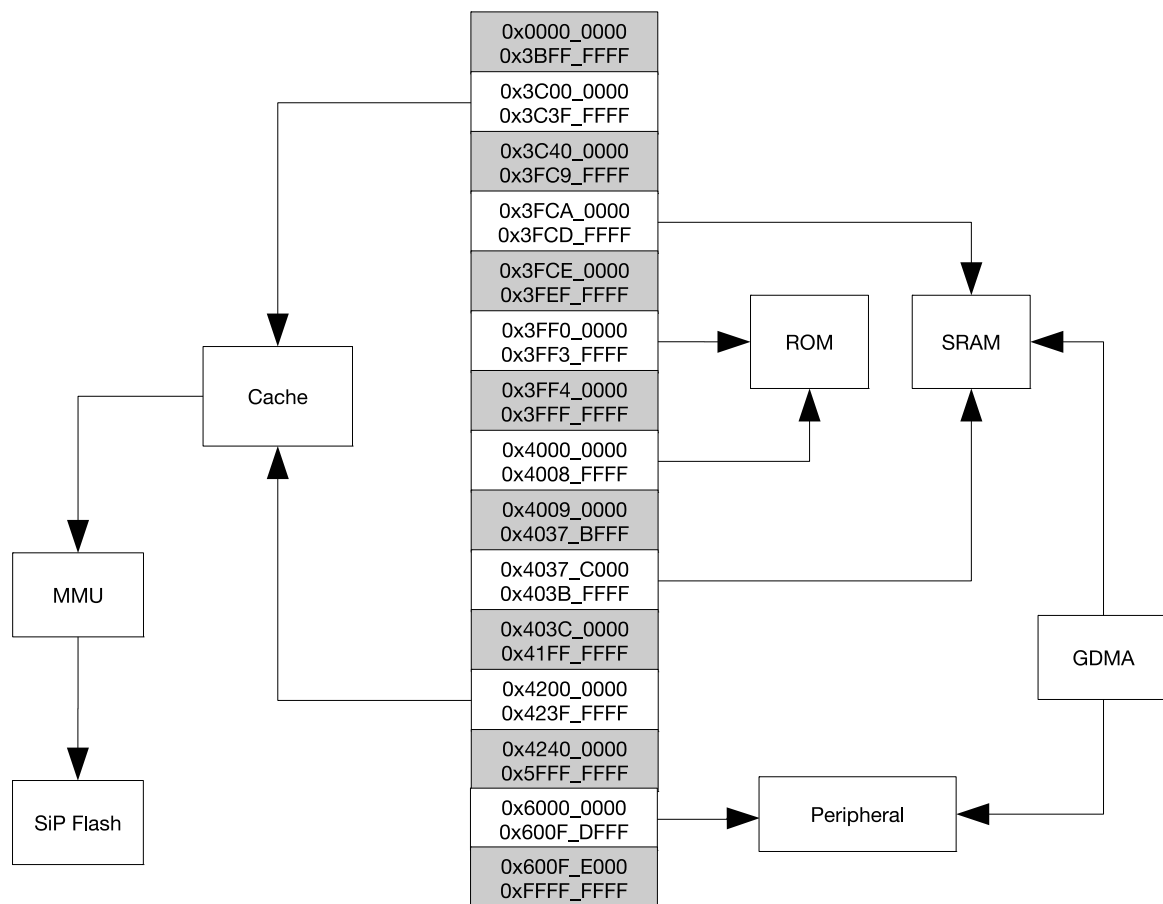 0x0000_0000
0x3BFF_FFFF
0x3C00_0000
0x3C3F_FFFF
0x3C40_0000
0x3FC9_FFFF
0x3FCA_0000
0x3FCD_FFFF
0x3FCE_0000
0x3FEF_FFFF
0x3FF0_0000
0x3FF3_FFFF
ROM
SRAM
Cache
0x3FF4_0000
0x3FFF_FFFF
0x4000_0000
0x4008_FFFF
0x4009_0000
0x4037_BFFF
0x4037_C000
0x403B_FFFF
MMU
0x403C_0000
0x41FF_FFFF
GDMA
0x4200_0000
0x423F_FFFF
0x4240_0000
0x5FFF_FFFF
SiP Flash
0x6000_0000
0x600F_DFFF
Peripheral
0x600F_E000
0xFFFF_FFFF